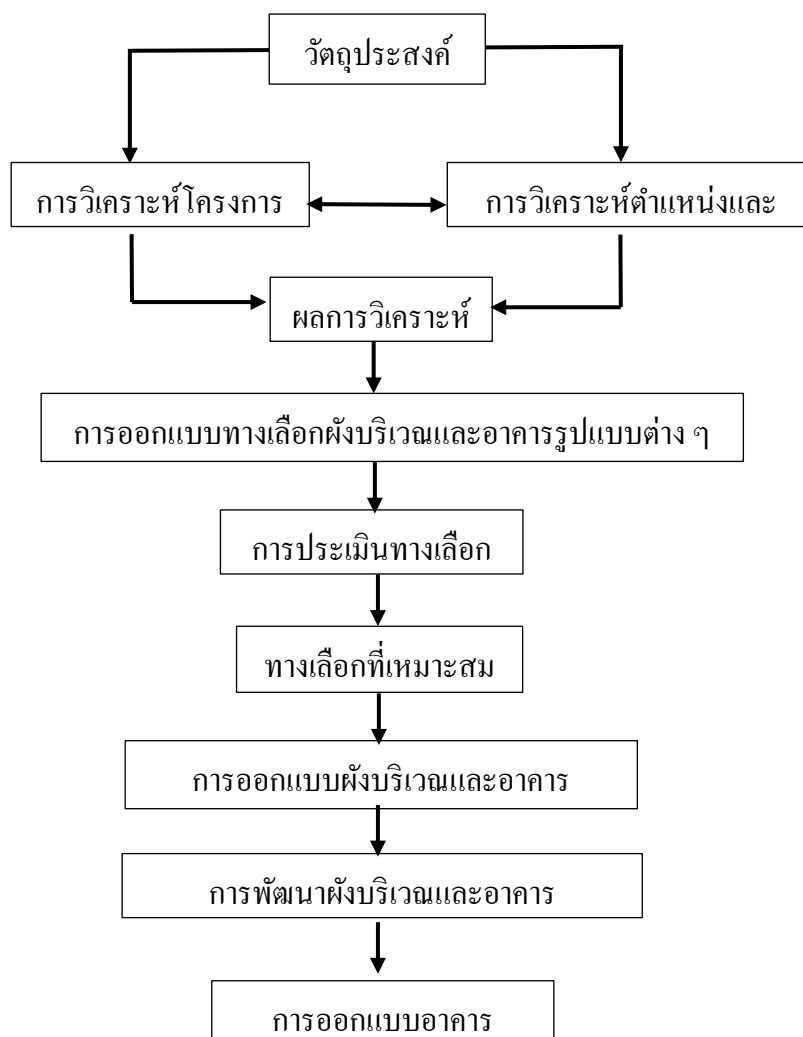 วัตถุประสงค์
การวิเคราะห์โครงการ
การวิเคราะห์ตำแหน่งและ
ผลการวิเคราะห์
การออกแบบทางเลือกผังบริเวณและอาคารรูปแบบต่าง ๆ
การประเมินทางเลือก
ทางเลือกที่เหมาะสม
การออกแบบผังบริเวณและอาคาร
การพัฒนาผังบริเวณและอาคาร
การออกแบบอาคาร